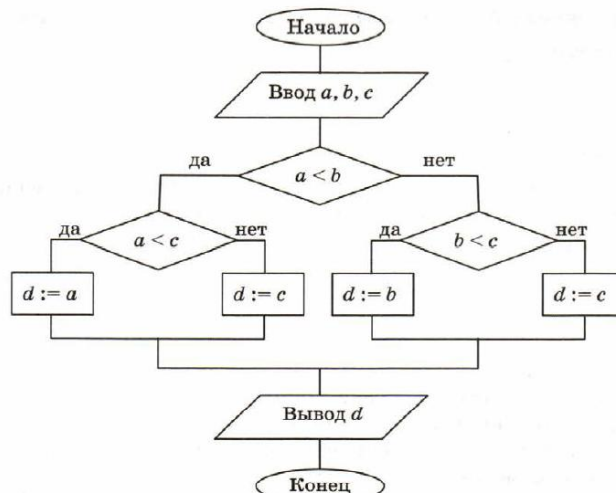 Начало
Ввод a, b, c
да a < b нет
да a < c нет да b < c нет
d := a d := c d := b d := c
Вывод d
Конец